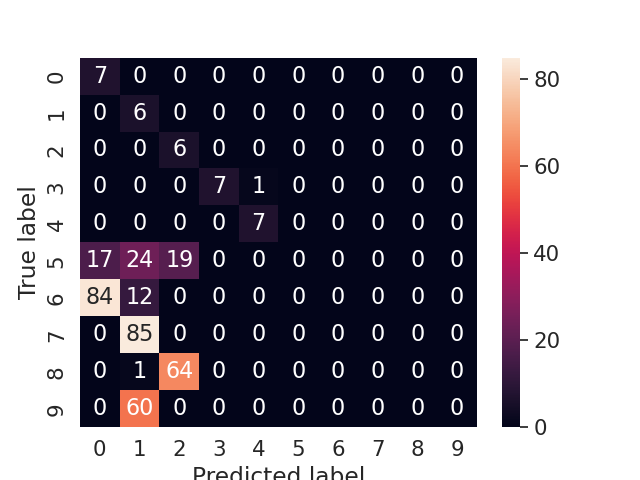 0 7 0 0 0 0 0 0 0 0 0
1 0 6 0 0 0 0 0 0 0 0
2 0 0 6 0 0 0 0 0 0 0
3 0 0 0 7 1 0 0 0 0 0
4 0 0 0 0 7 0 0 0 0 0
5 17 24 19 0 0 0 0 0 0 0
6 84 12 0 0 0 0 0 0 0 0
7 0 85 0 0 0 0 0 0 0 0
8 0 1 64 0 0 0 0 0 0 0
9 0 60 0 0 0 0 0 0 0 0
0 1 2 3 4 5 6 7 8 9
True label
Predicted label
80
60
40
20
0